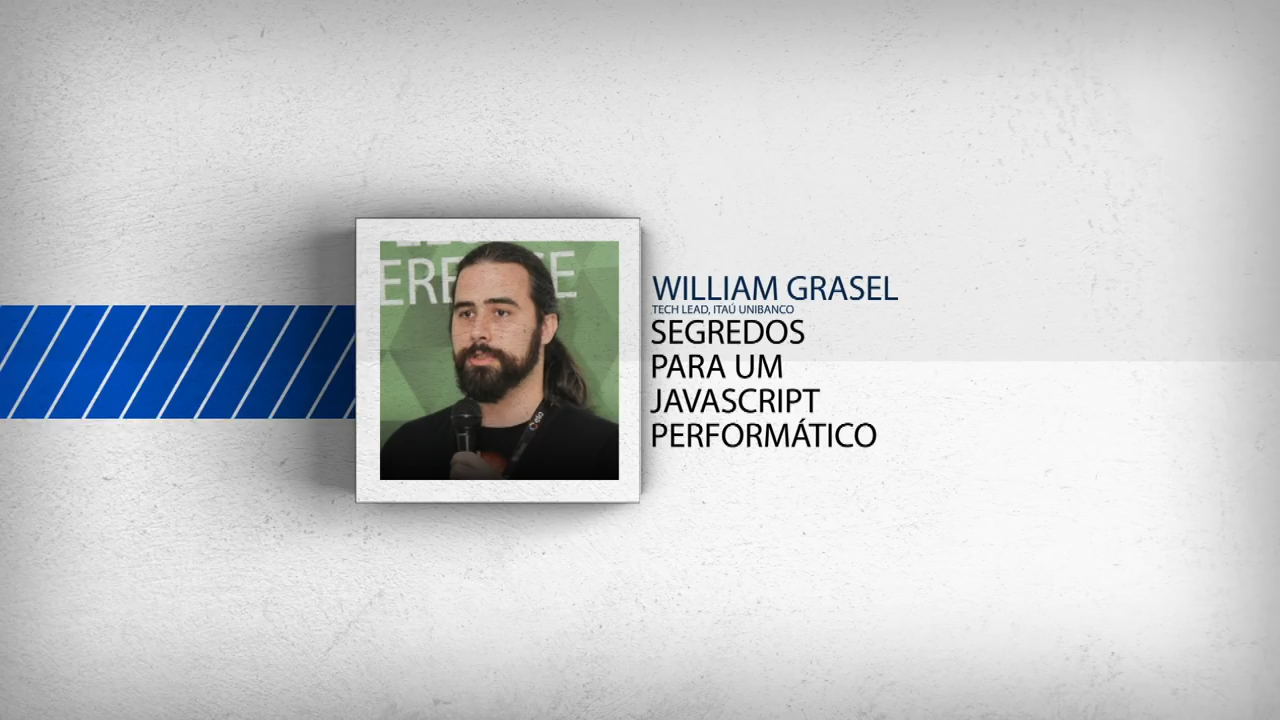 WILLIAM GRASEL
TECH LEAD, ITAÚ UNIBANCO
SEGREDOS
PARA UM
JAVASCRIPT
PERFORMÁTICO